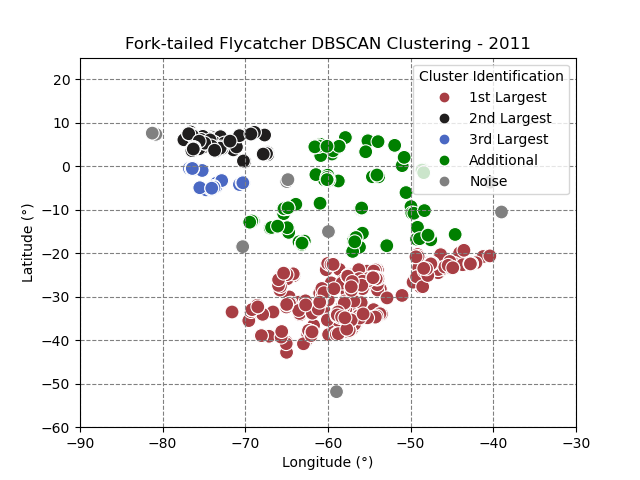 Fork-tailed Flycatcher DBSCAN Clustering - 2011
Cluster Identification
1st Largest
2nd Largest
3rd Largest
Additional
Noise
20
10
0
−10
−20
−30
−40
−50
−60
Latitude (°)
−90
−80
−70
−60
−50
−40
−30
Longitude (°)